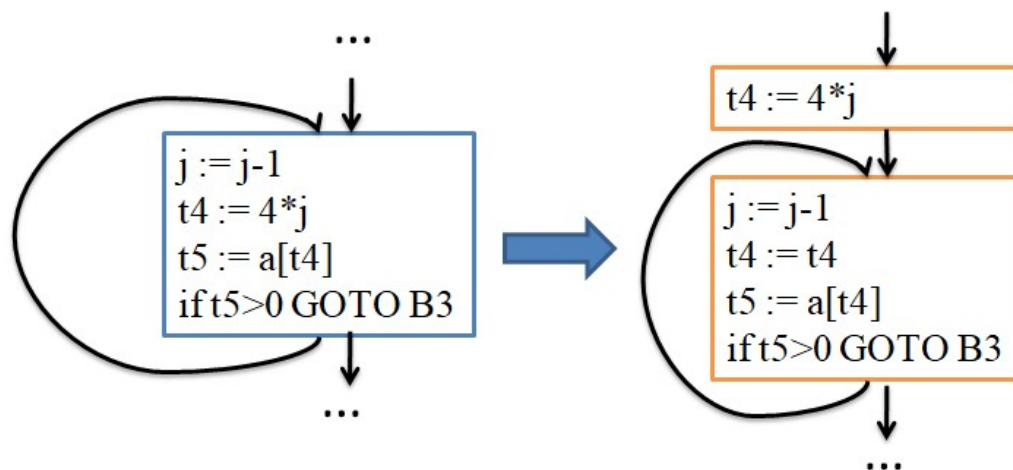 ...
j := j-1
t4 := 4*j
t5 := a[t4]
if t5>0 GOTO B3
...
t4 := 4*j
j := j-1
t4 := t4
t5 := a[t4]
if t5>0 GOTO B3
...